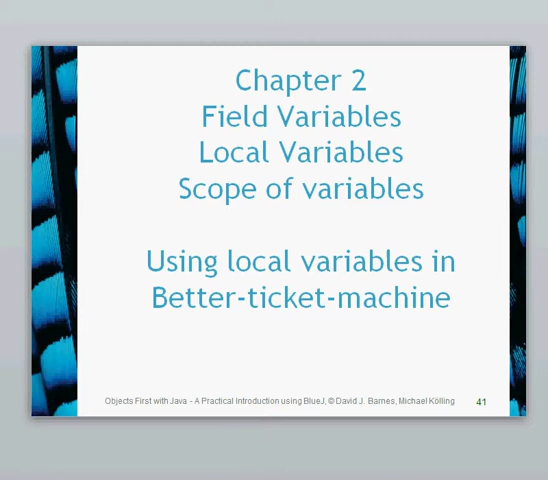 Chapter 2
Field Variables
Local Variables
Scope of variables
Using local variables in
Better-ticket-machine
Objects First with Java - A Practical Introduction using BlueJ, © David J. Barnes, Michael Kölling
41